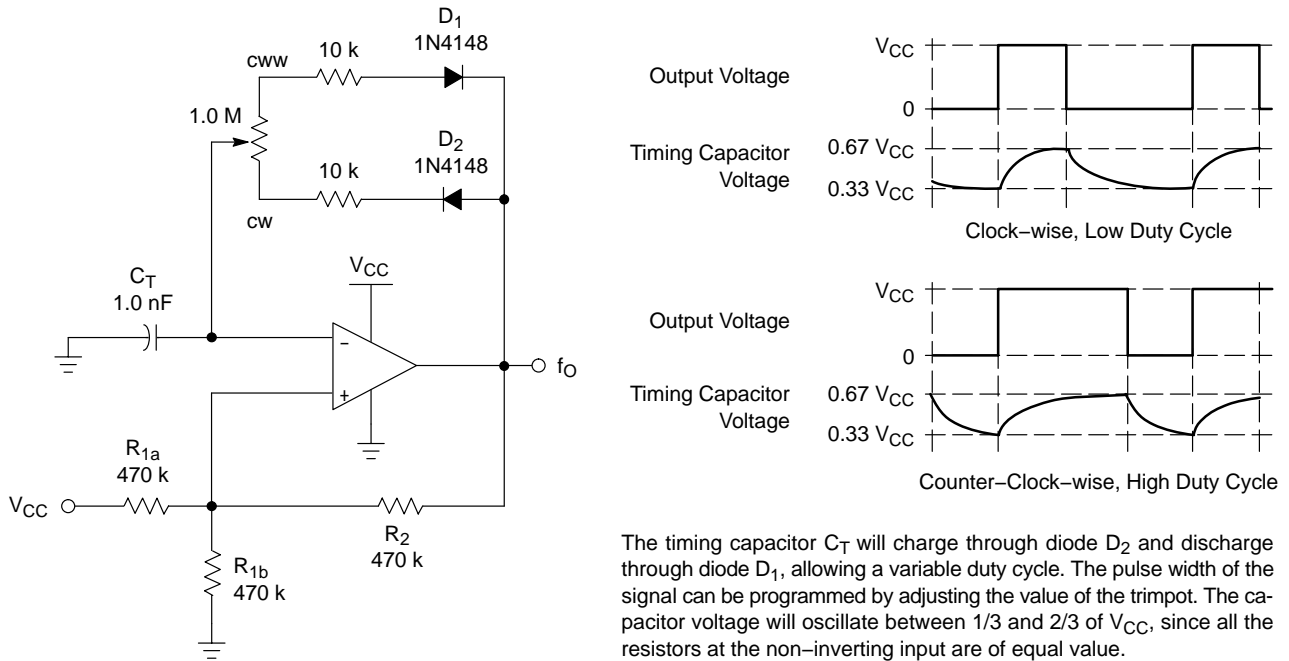 D1
1N4148
10 k
cww
1.0 M
D2
1N4148
10 k
cw
CT
1.0 nF
VCC
−
+
fO
R1a
470 k
VCC
R2
470 k
R1b
470 k
VCC
Output Voltage
0
Timing Capacitor
Voltage
0.67 VCC
0.33 VCC
Clock−wise, Low Duty Cycle
VCC
Output Voltage
0
Timing Capacitor
Voltage
0.67 VCC
0.33 VCC
Counter−Clock−wise, High Duty Cycle
The timing capacitor CT will charge through diode D2 and discharge
through diode D1, allowing a variable duty cycle. The pulse width of the
signal can be programmed by adjusting the value of the trimpot. The ca-
pacitor voltage will oscillate between 1/3 and 2/3 of VCC, since all the
resistors at the non−inverting input are of equal value.